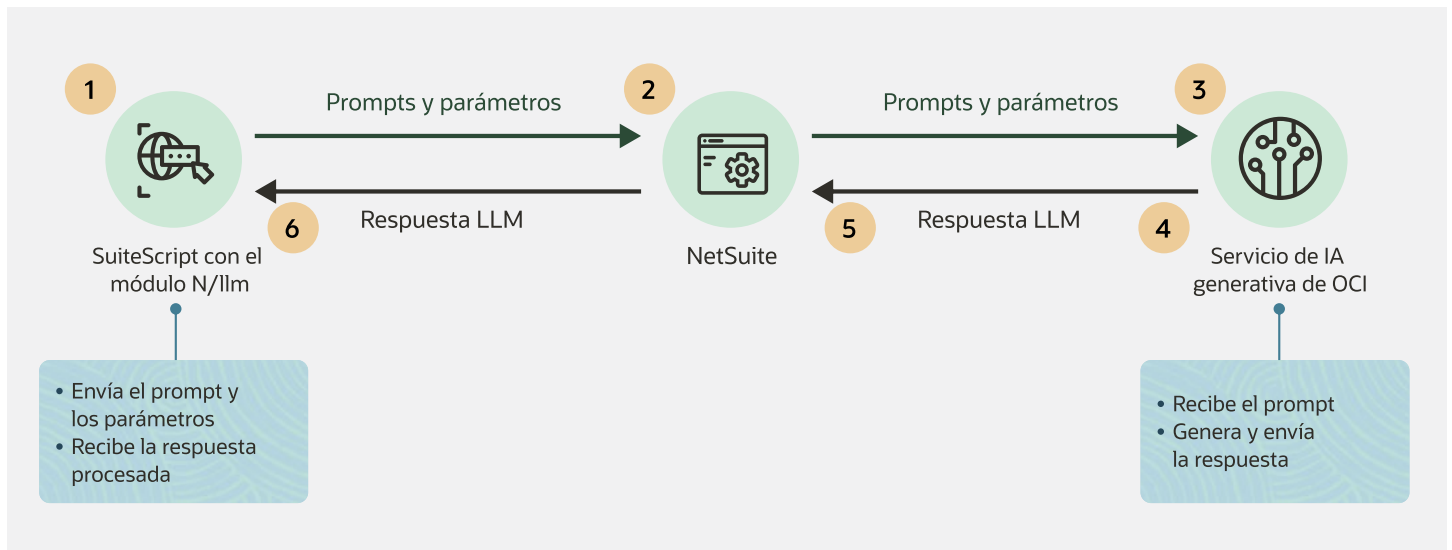 1
Prompts y parámetros
2
Prompts y parámetros
3
6
Respuesta LLM
5
Respuesta LLM
4
SuiteScript con el
módulo N/llm
NetSuite
Servicio de IA
generativa de OCI
• Envía el prompt y
los parámetros
• Recibe la respuesta
procesada
• Recibe el prompt
• Genera y envía
la respuesta